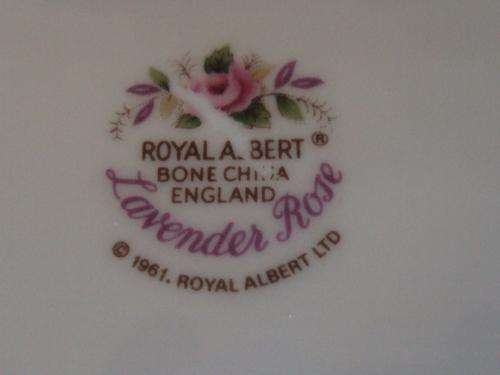 ROYAL ALBERT ®
BONE CHINA
ENGLAND
Lavender Rose
© 1961. ROYAL ALBERT LTD